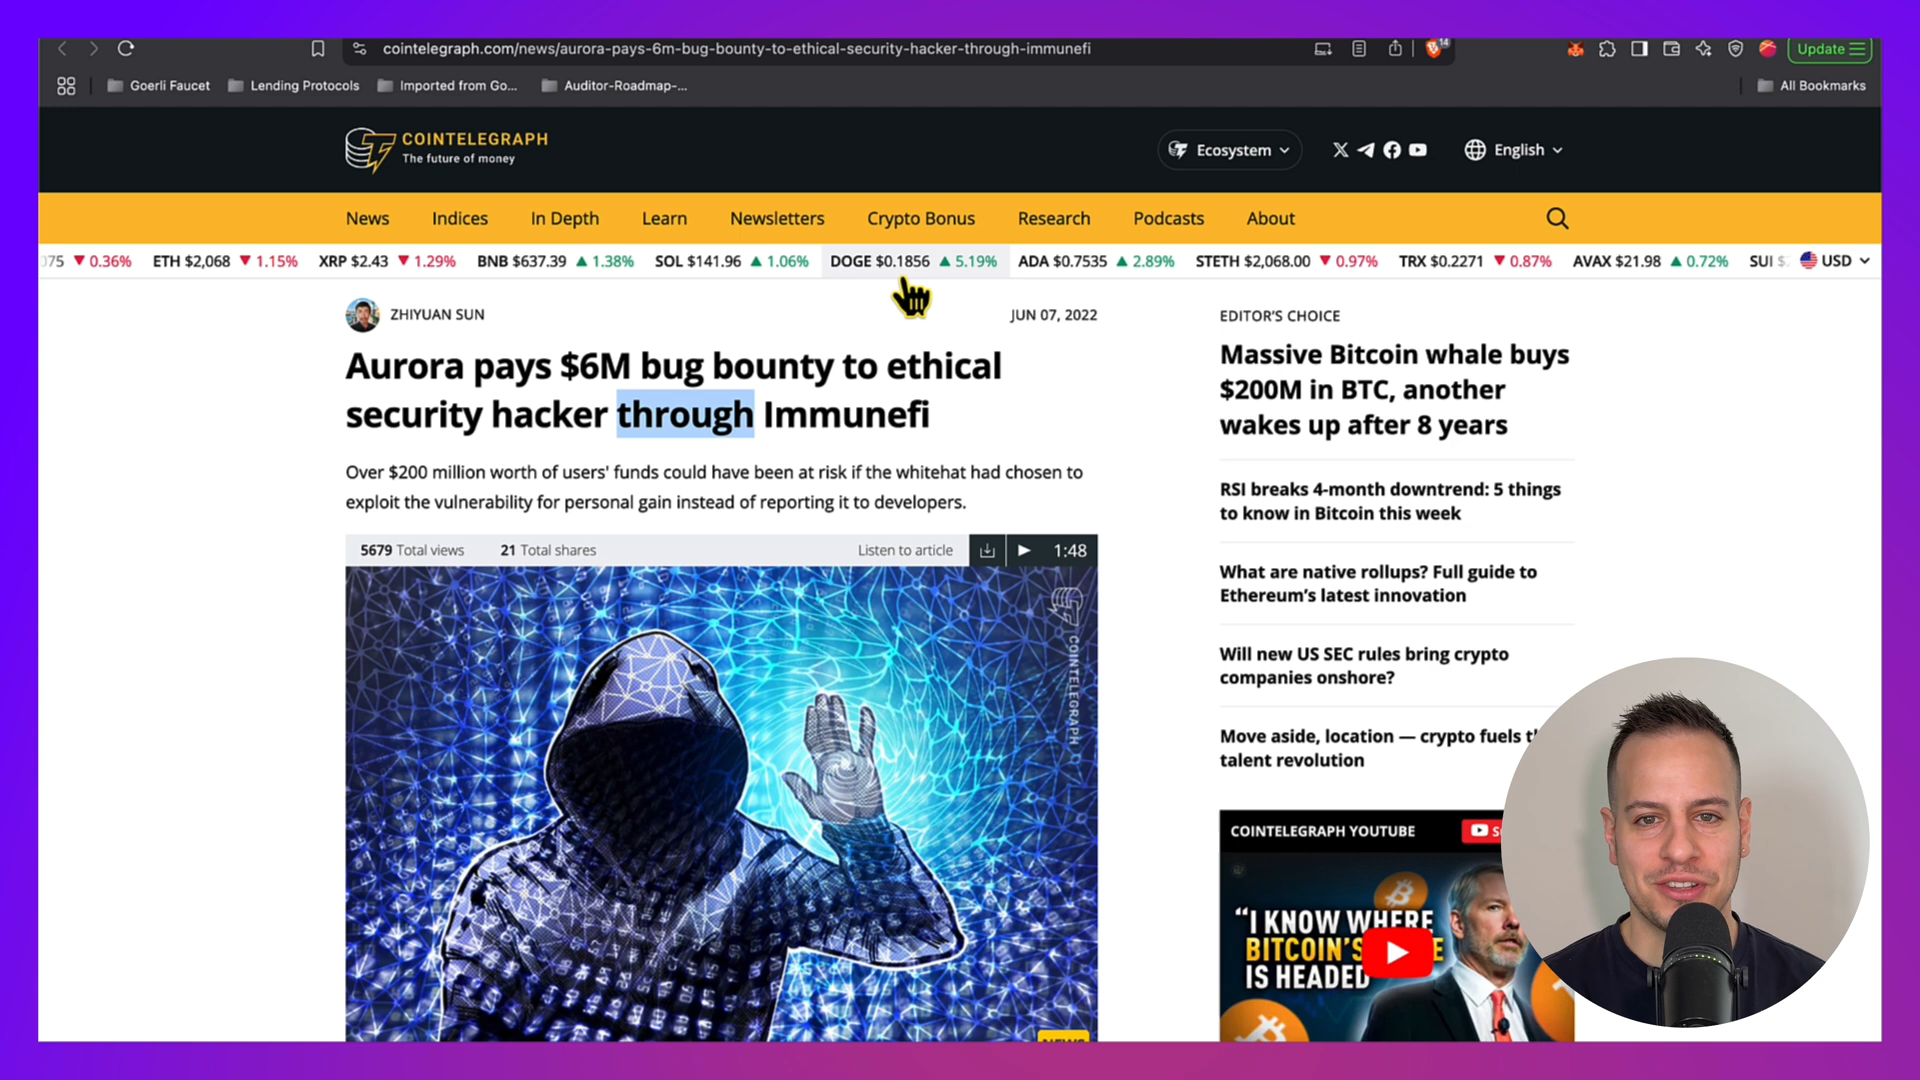 cointelegraph.com/news/aurora-pays-6m-bug-bounty-to-ethical-security-hacker-through-immunefi
14
Update
Goerli Faucet
Lending Protocols
Imported from Go...
Auditor-Roadmap-...
All Bookmarks
COINTELEGRAPH
The future of money
Ecosystem
English
News
Indices
In Depth
Learn
Newsletters
Crypto Bonus
Research
Podcasts
About
75 ▼ 0.36% ETH $2,068 ▼ 1.15% XRP $2.43 ▼ 1.29% BNB $637.39 ▲ 1.38% SOL $141.96 ▲ 1.06% DOGE $0.1856 ▲ 5.19% ADA $0.7535 ▲ 2.89% STETH $2,068.00 ▼ 0.97% TRX $0.2271 ▼ 0.87% AVAX $21.98 ▲ 0.72% SUI USD
ZHIYUAN SUN
JUN 07, 2022
Aurora pays $6M bug bounty to ethical
security hacker through Immunefi
Over $200 million worth of users' funds could have been at risk if the whitehat had chosen to
exploit the vulnerability for personal gain instead of reporting it to developers.
5679 Total views
21 Total shares
Listen to article
1:48
COINTELEGRAPH
NEWS
EDITOR'S CHOICE
Massive Bitcoin whale buys
$200M in BTC, another
wakes up after 8 years
RSI breaks 4-month downtrend: 5 things
to know in Bitcoin this week
What are native rollups? Full guide to
Ethereum's latest innovation
Will new US SEC rules bring crypto
companies onshore?
Move aside, location — crypto fuels
talent revolution
COINTELEGRAPH YOUTUBE
"I KNOW WHERE
BITCOIN'S
IS HEADED